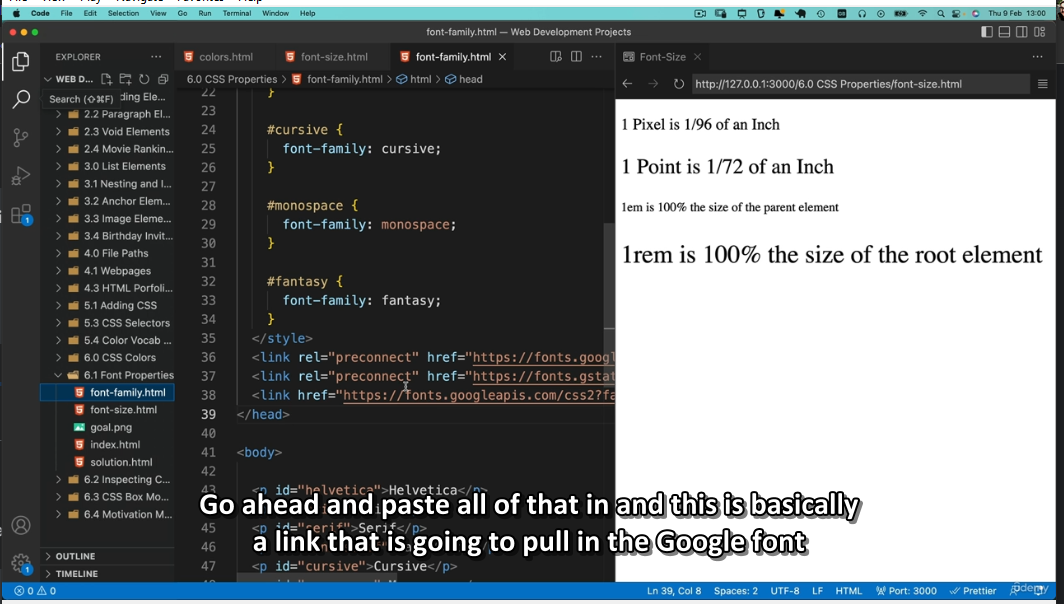 Code File Edit Selection View Go Run Terminal Window Help Thu 9 Feb 13:00
font-family.html — Web Development Projects
EXPLORER
WEB D...
Search (⇧⌘F)
ding Ele...
2.2 Paragraph El...
2.3 Void Elements
2.4 Movie Rankin...
3.0 List Elements
3.1 Nesting and I...
3.2 Anchor Elem...
3.3 Image Eleme...
3.4 Birthday Invit...
4.0 File Paths
4.1 Webpages
4.3 HTML Porfoli...
5.1 Adding CSS
5.3 CSS Selectors
5.4 Color Vocab ...
6.0 CSS Colors
6.1 Font Properties
font-family.html
font-size.html
goal.png
index.html
solution.html
6.2 Inspecting C...
6.3 CSS Box Mo...
6.4 Motivation M...
OUTLINE
TIMELINE
colors.html font-size.html font-family.html
6.0 CSS Properties > font-family.html > html > head
22 }
23
24 #cursive {
25 font-family: cursive;
26 }
27
28 #monospace {
29 font-family: monospace;
30 }
31
32 #fantasy {
33 font-family: fantasy;
34 }
35 </style>
36 <link rel="preconnect" href="https://fonts.googl
37 <link rel="preconnect" href="https://fonts.gstat
38 <link href="https://fonts.googleapis.com/css2?fa
39 </head>
40
41 <body>
42
43 <p id="helvetica">Helvetica</p>
45 Serif</p>
46
47 <p id="cursive">Cursive</p>
Font-Size
http://127.0.0.1:3000/6.0 CSS Properties/font-size.html
1 Pixel is 1/96 of an Inch
1 Point is 1/72 of an Inch
1em is 100% the size of the parent element
1rem is 100% the size of the root element
Go ahead and paste all of that in and this is basically
a link that is going to pull in the Google font
0 0 Ln 39, Col 8 Spaces: 2 UTF-8 LF HTML Port: 3000 Prettier
Udemy